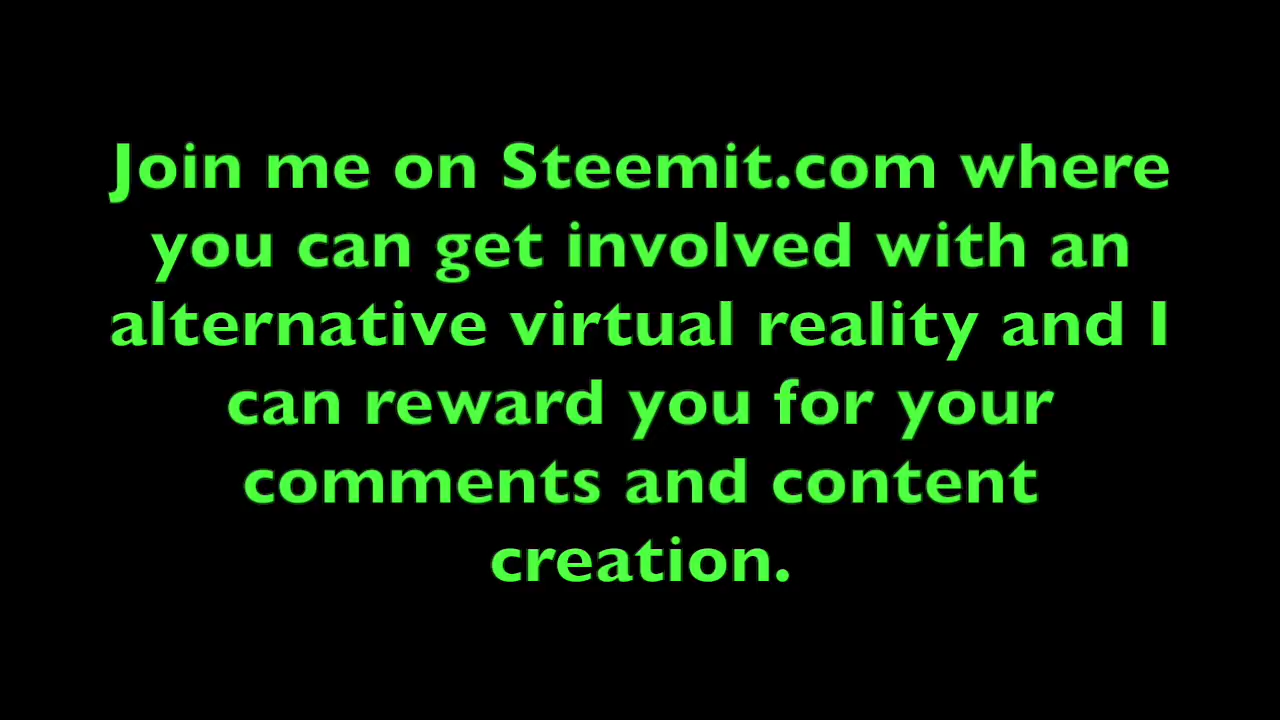 Join me on Steemit.com where
you can get involved with an
alternative virtual reality and I
can reward you for your
comments and content
creation.